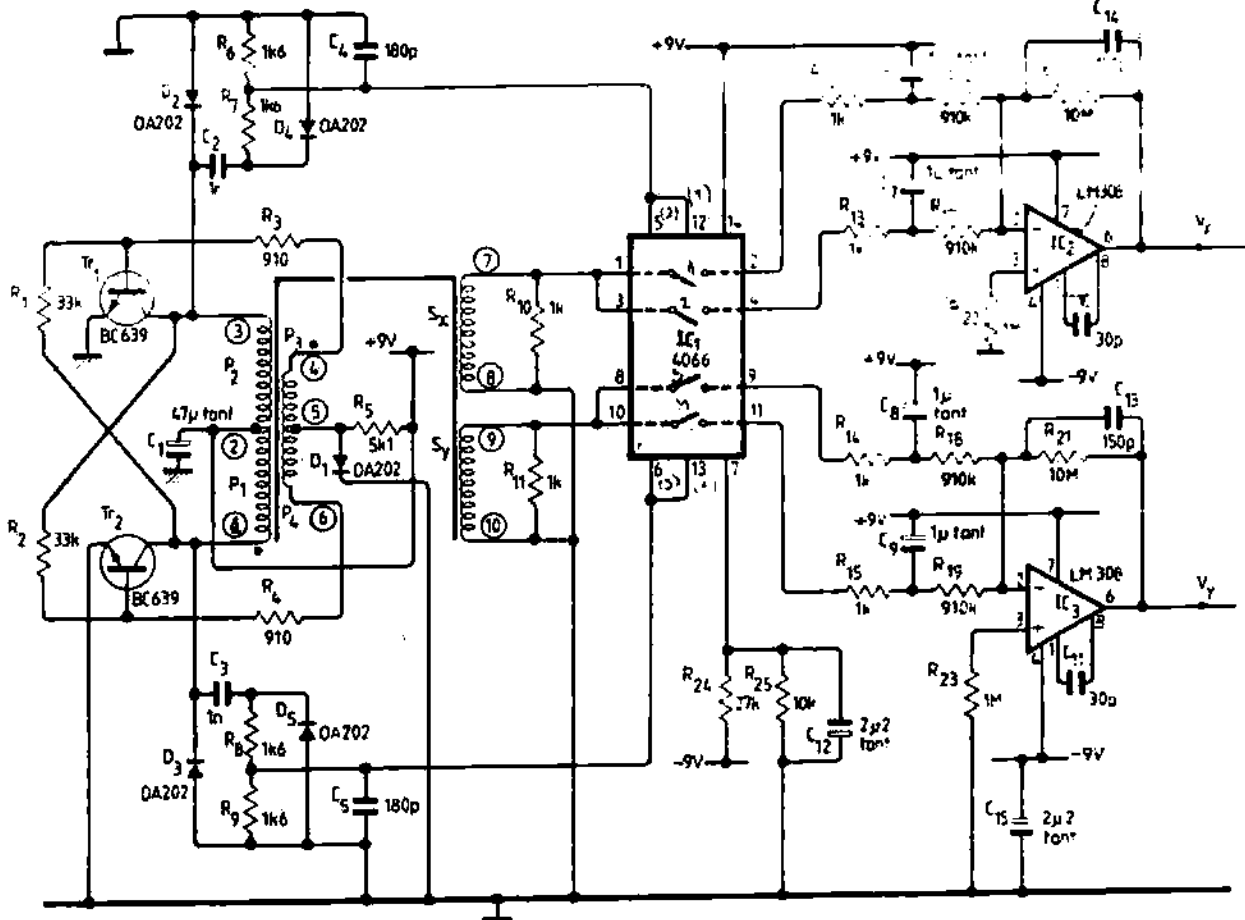 R6
1k6
C4
180p
+9V
C14
D2
OA202
R7
1k6
D4
OA202
C2
1k
910k
10M
+9v
R3
910
R13
910k
LM308
IC2
Vx
5
12
1
2
3
4
6
7
8
Tr1
R1
33k
BC639
3
P2
P3
4
+9V
7
Sx
R10
1k
8
IC1
4066
8
9
10
11
30p
-9V
47µ tant
C1
2
5
R5
5k1
9
Sy
+9V
C8
1µ tant
C13
150p
P1
D1
OA202
R11
1k
6
13
7
R14
1k
R18
910k
R21
10M
R2
33k
Tr2
BC639
P4
6
10
+9V
1µ tant
C9
R15
1k
R19
910k
LM308
IC3
Vy
R4
910
30p
C3
1n
D5
OA202
R24
R25
10k
R23
1M
R8
1k6
D3
OA202
C12
2µ2 tant
-9V
-9V
R9
1k6
C5
180p
C15
2µ2 tant